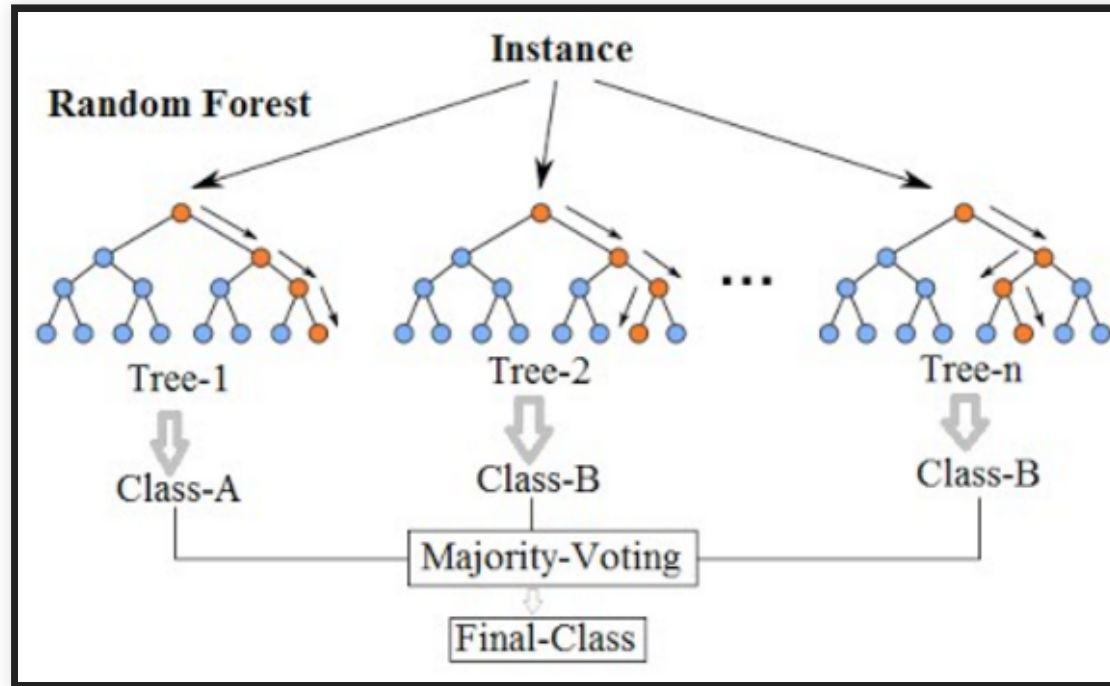 Instance
Random Forest
...
Tree-1
Tree-2
Tree-n
Class-A
Class-B
Class-B
Majority-Voting
Final-Class